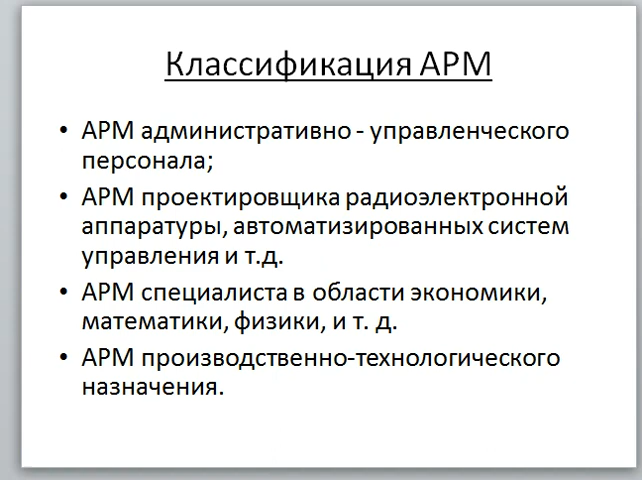 Классификация АРМ
• АРМ административно - управленческого
персонала;
• АРМ проектировщика радиоэлектронной
аппаратуры, автоматизированных систем
управления и т.д.
• АРМ специалиста в области экономики,
математики, физики, и т. д.
• АРМ производственно-технологического
назначения.